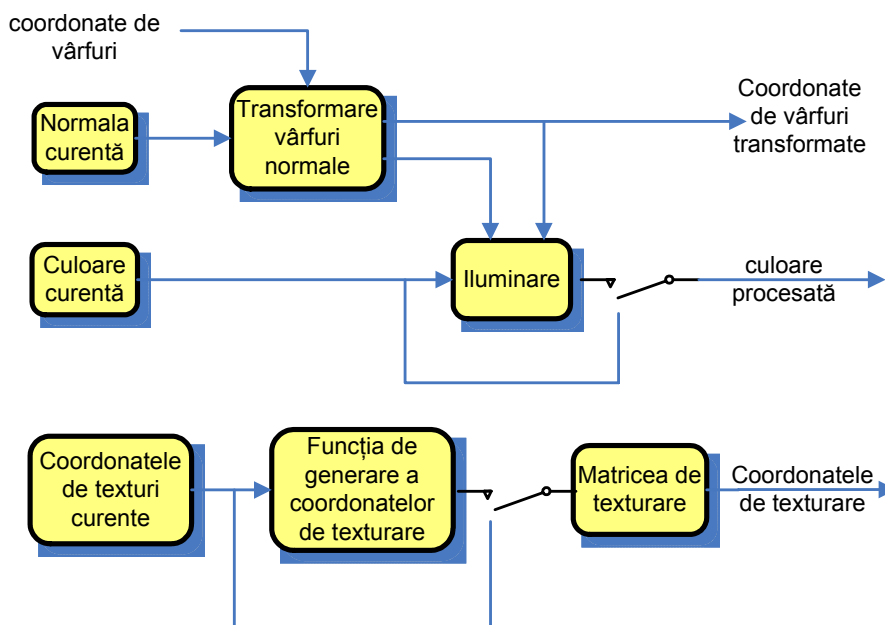 coordonate de
vârfuri
Normala
curentă
Transformare
vârfuri
normale
Coordonate
de vârfuri
transformate
Culoare
curentă
Iluminare
culoare
procesată
Coordonatele
de texturi
curente
Funcția de
generare a
coordonatelor
de texturare
Matricea de
texturare
Coordonatele
de texturare